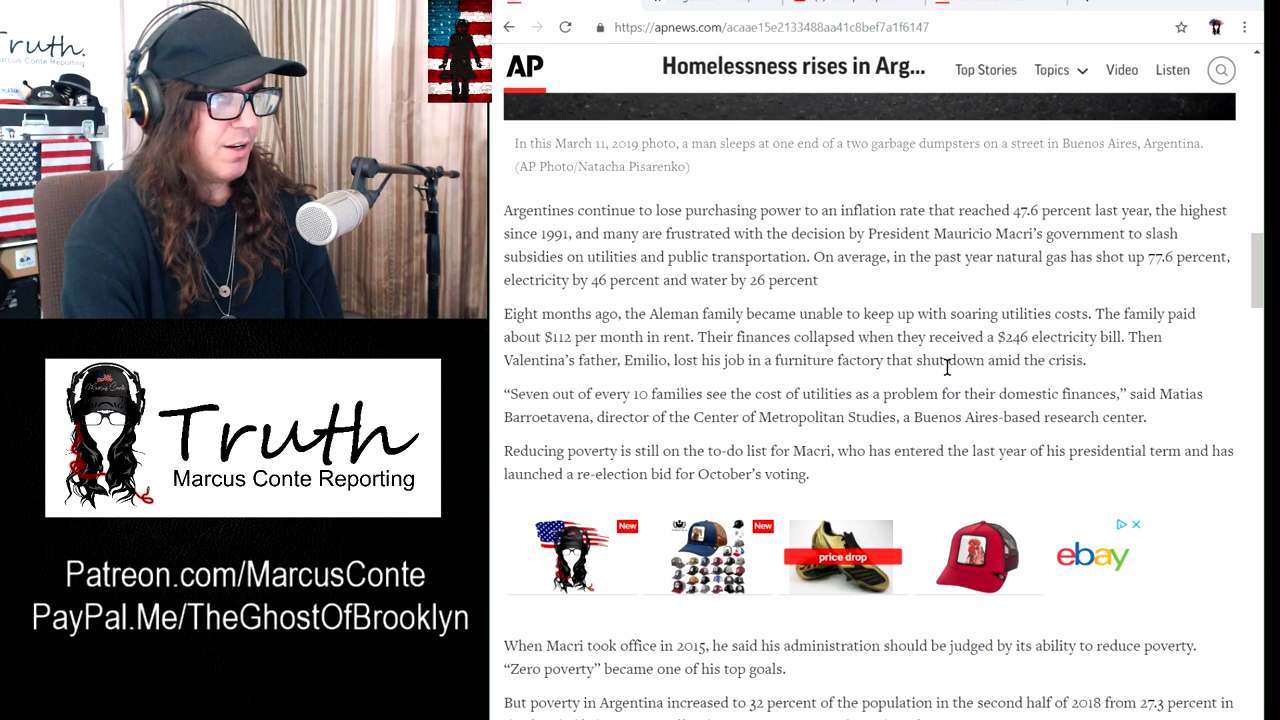 Truth.
Marcus Conte Reporting
https://apnews.com/acaae15e2133488aa41c8bef7a1f6147
AP
Homelessness rises in Arg...
Top Stories Topics Video Listen
In this March 11, 2019 photo, a man sleeps at one end of a two garbage dumpsters on a street in Buenos Aires, Argentina.
(AP Photo/Natacha Pisarenko)
Argentines continue to lose purchasing power to an inflation rate that reached 47.6 percent last year, the highest
since 1991, and many are frustrated with the decision by President Mauricio Macri’s government to slash
subsidies on utilities and public transportation. On average, in the past year natural gas has shot up 77.6 percent,
electricity by 46 percent and water by 26 percent
Eight months ago, the Aleman family became unable to keep up with soaring utilities costs. The family paid
about $112 per month in rent. Their finances collapsed when they received a $246 electricity bill. Then
Valentina’s father, Emilio, lost his job in a furniture factory that shut down amid the crisis.
“Seven out of every 10 families see the cost of utilities as a problem for their domestic finances,” said Matias
Barroetavena, director of the Center of Metropolitan Studies, a Buenos Aires-based research center.
Reducing poverty is still on the to-do list for Macri, who has entered the last year of his presidential term and has
launched a re-election bid for October’s voting.
New
New
price drop
ebay
When Macri took office in 2015, he said his administration should be judged by its ability to reduce poverty.
“Zero poverty” became one of his top goals.
But poverty in Argentina increased to 32 percent of the population in the second half of 2018 from 27.3 percent in
Marcus Conte
Truth
Marcus Conte Reporting
Patreon.com/MarcusConte
PayPal.Me/TheGhostOfBrooklyn